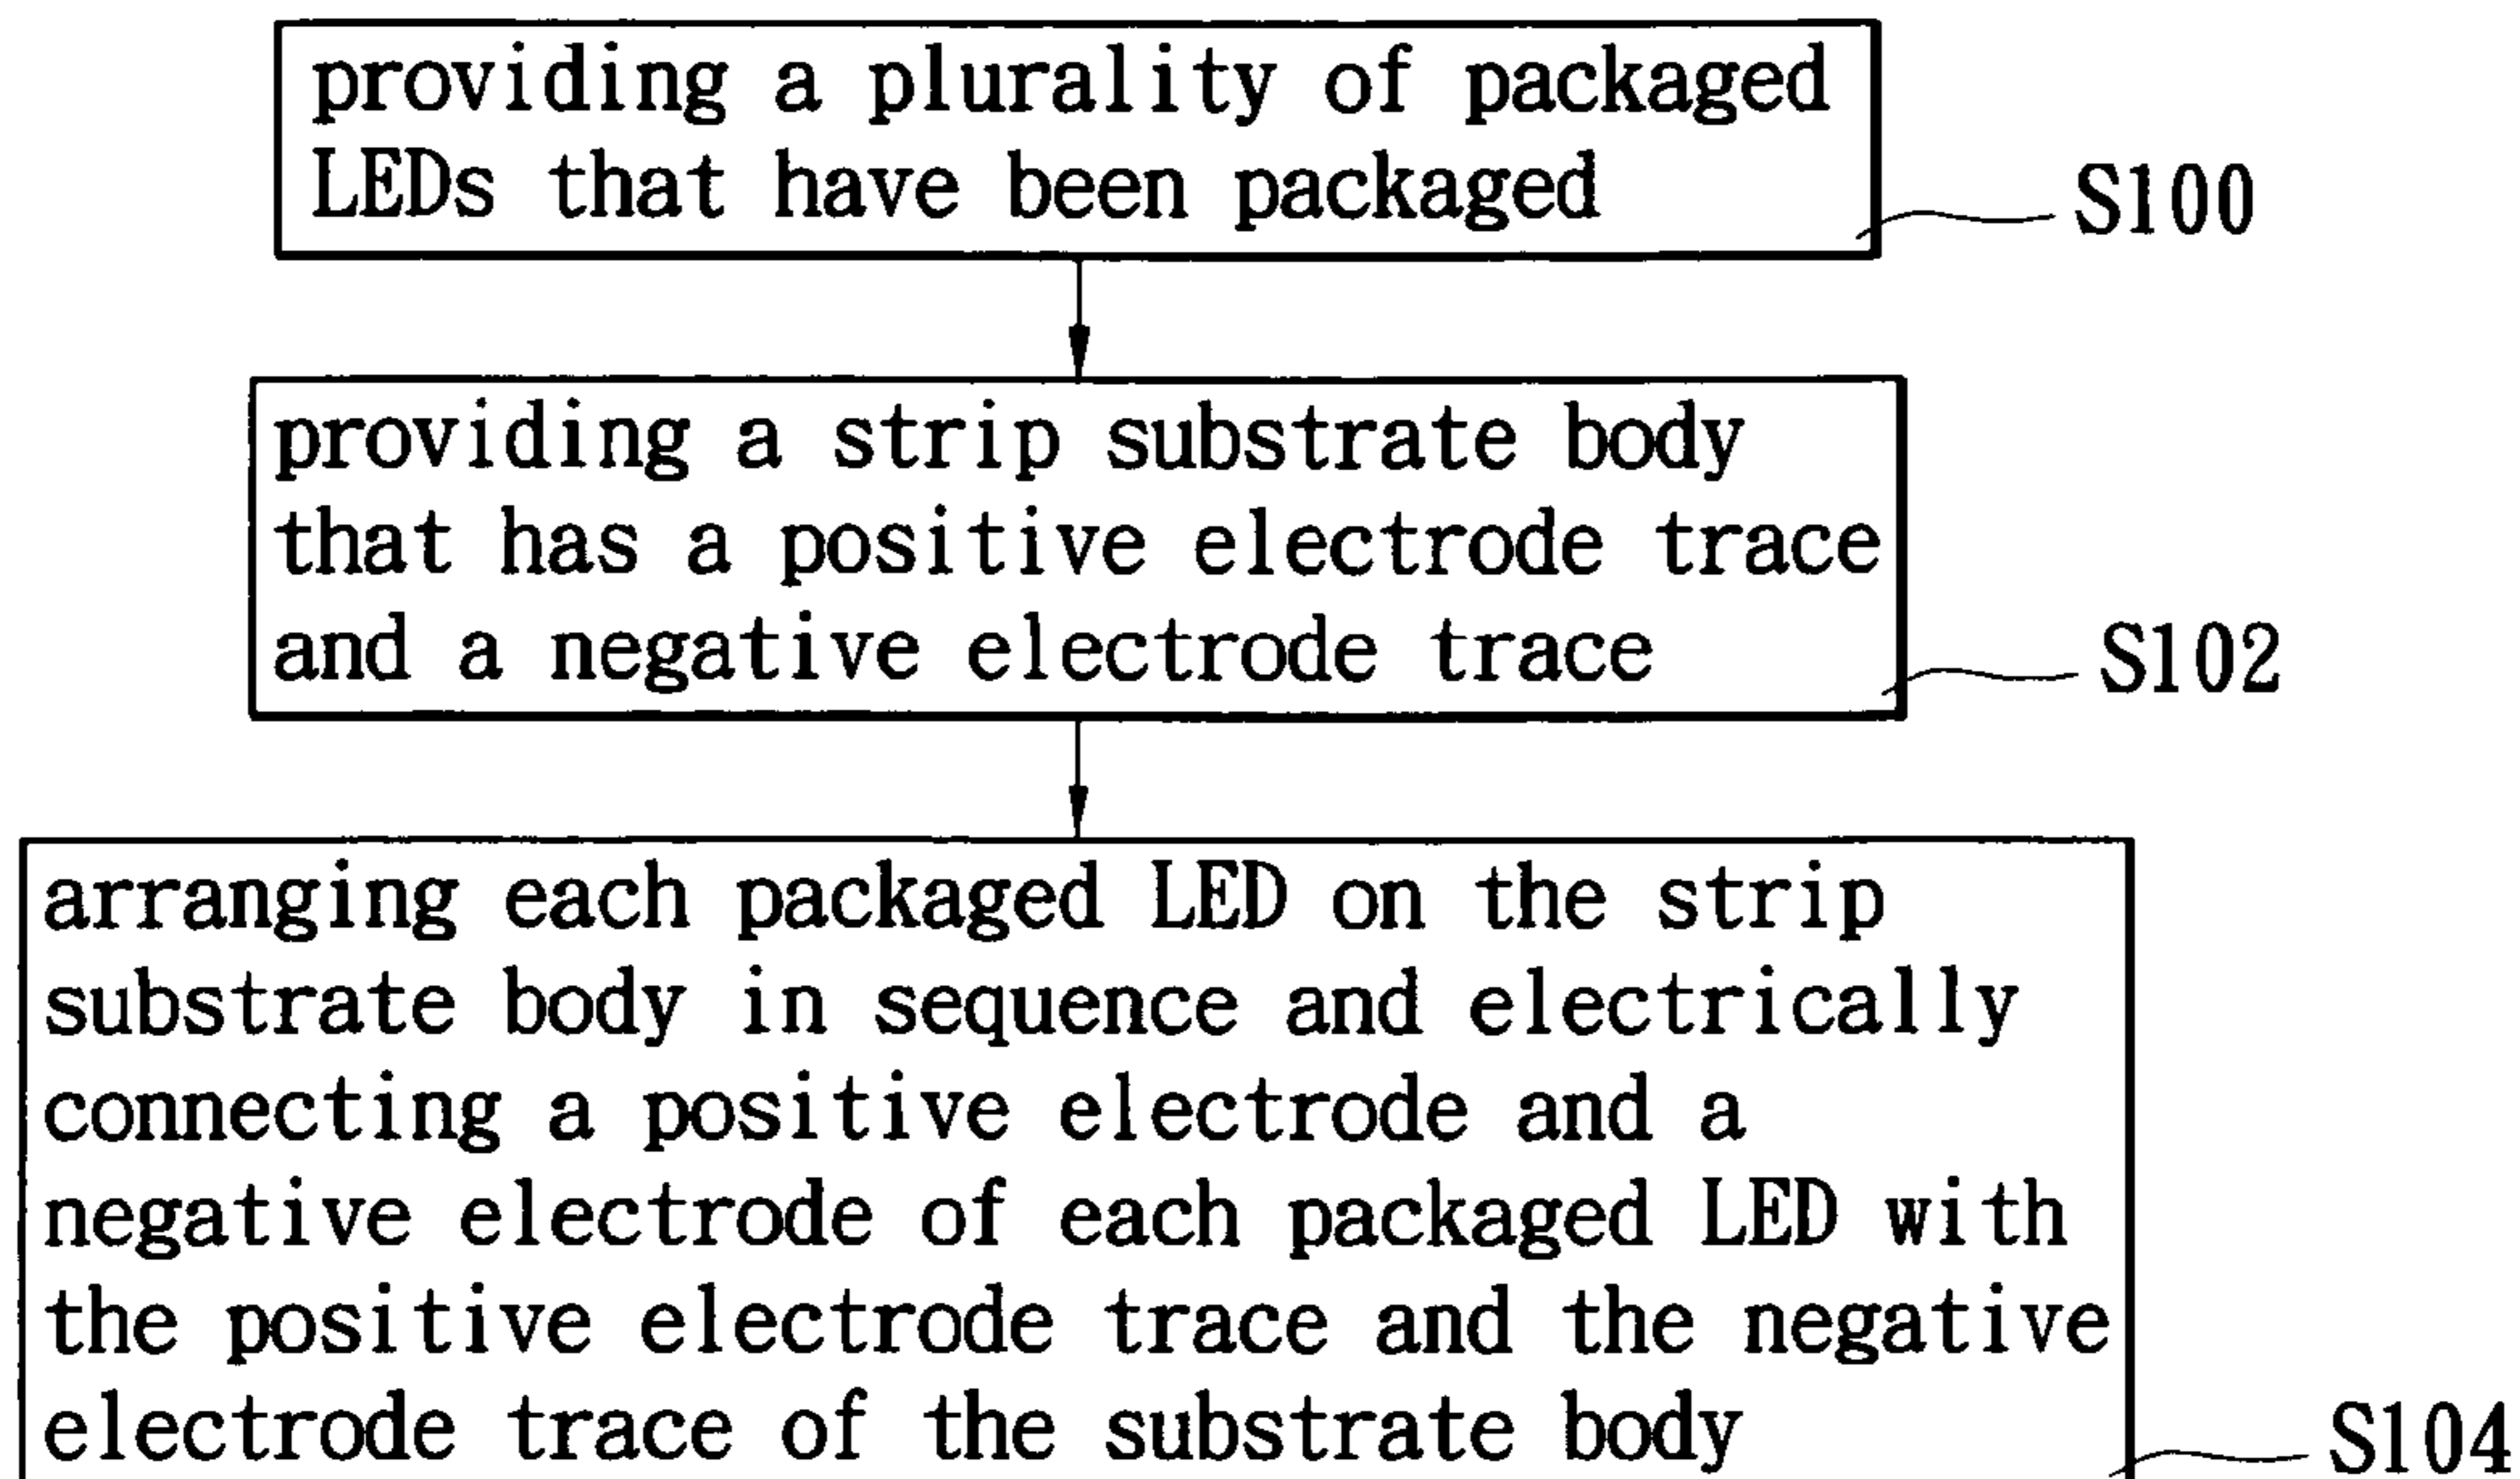 providing a plurality of packaged
LEDs that have been packaged
S100
providing a strip substrate body
that has a positive electrode trace
and a negative electrode trace
S102
arranging each packaged LED on the strip
substrate body in sequence and electrically
connecting a positive electrode and a
negative electrode of each packaged LED with
the positive electrode trace and the negative
electrode trace of the substrate body
S104